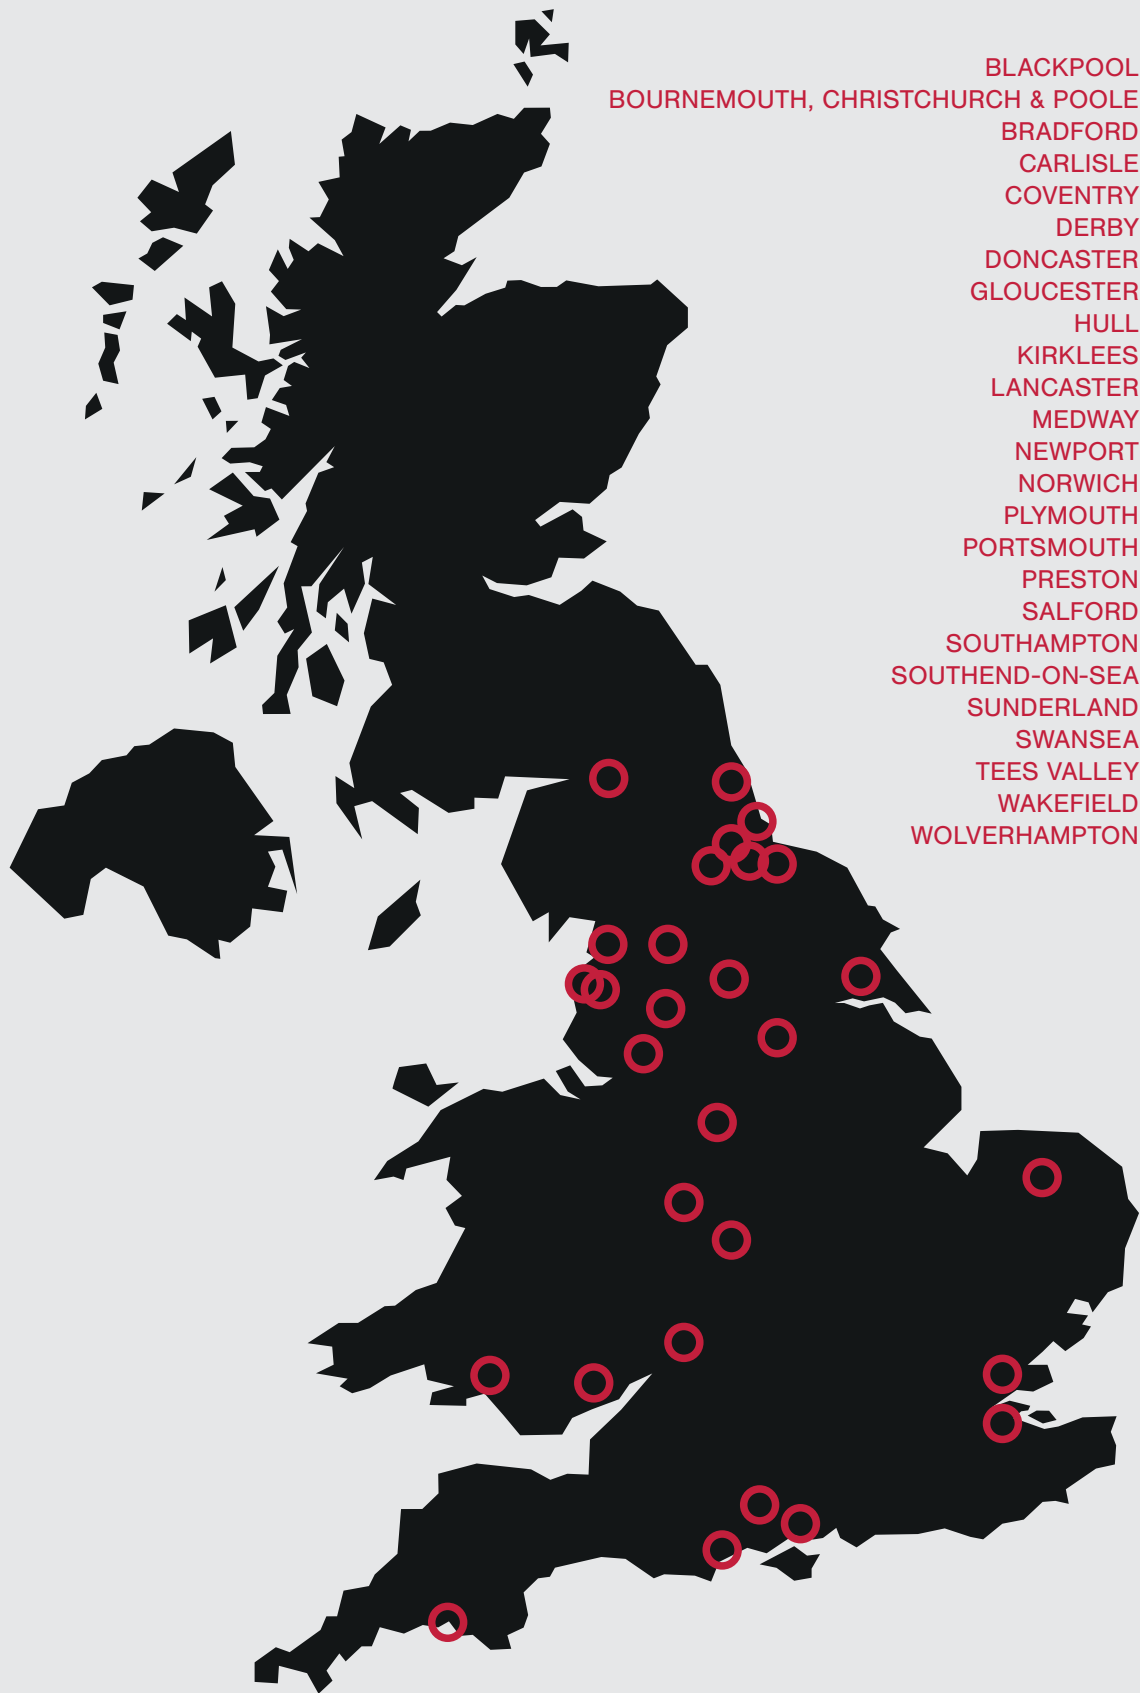 BLACKPOOL
BOURNEMOUTH, CHRISTCHURCH & POOLE
BRADFORD
CARLISLE
COVENTRY
DERBY
DONCASTER
GLOUCESTER
HULL
KIRKLEES
LANCASTER
MEDWAY
NEWPORT
NORWICH
PLYMOUTH
PORTSMOUTH
PRESTON
SALFORD
SOUTHAMPTON
SOUTHEND-ON-SEA
SUNDERLAND
SWANSEA
TEES VALLEY
WAKEFIELD
WOLVERHAMPTON